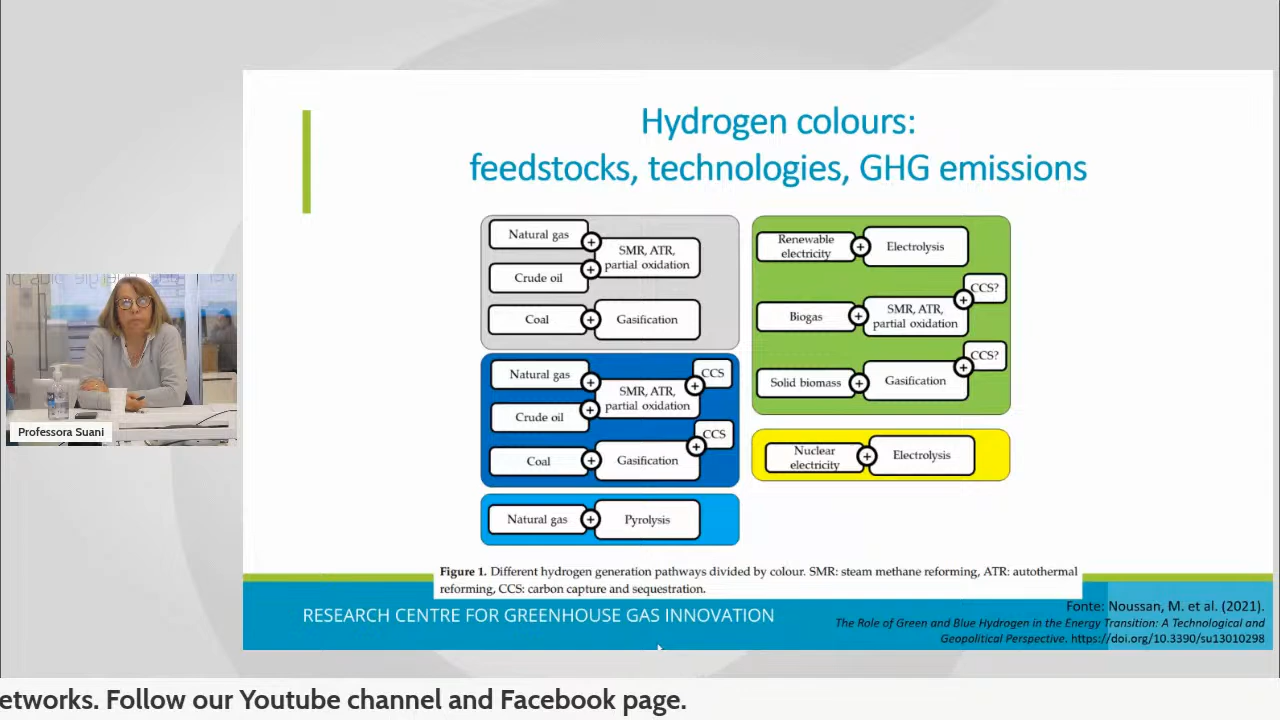 Hydrogen colours:
feedstocks, technologies, GHG emissions
Natural gas
+
Crude oil
+
SMR, ATR,
partial oxidation
Coal
+
Gasification
Natural gas
+
Crude oil
+
SMR, ATR,
partial oxidation
+
CCS
Coal
+
Gasification
+
CCS
Natural gas
+
Pyrolysis
Renewable
electricity
+
Electrolysis
Biogas
+
SMR, ATR,
partial oxidation
+
CCS?
Solid biomass
+
Gasification
+
CCS?
Nuclear
electricity
+
Electrolysis
Figure 1. Different hydrogen generation pathways divided by colour. SMR: steam methane reforming, ATR: autothermal
reforming, CCS: carbon capture and sequestration.
RESEARCH CENTRE FOR GREENHOUSE GAS INNOVATION
Fonte: Noussan, M. et al. (2021).
The Role of Green and Blue Hydrogen in the Energy Transition: A Technological and
Geopolitical Perspective. https://doi.org/10.3390/su13010298
Professora Suani
etworks. Follow our Youtube channel and Facebook page.